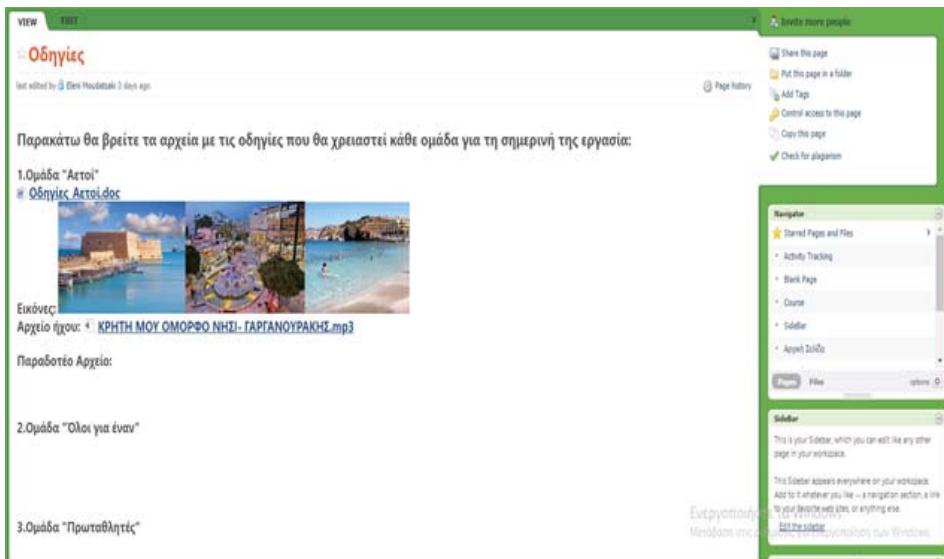 VIEW EDIT
Οδηγίες
last edited by Eleni Moudatsaki 3 days ago
Page history
Παρακάτω θα βρείτε τα αρχεία με τις οδηγίες που θα χρειαστεί κάθε ομάδα για τη σημερινή της εργασία:
1.Ομάδα "Αετοί"
Οδηγίες_Αετοί.doc
Εικόνες:
Αρχείο ήχου: ΚΡΗΤΗ ΜΟΥ ΟΜΟΡΦΟ ΝΗΣΙ- ΓΑΡΓΑΝΟΥΡΑΚΗΣ.mp3
Παραδοτέο Αρχείο:
2.Ομάδα "Όλοι για έναν"
3.Ομάδα "Πρωταθλητές"
Invite more people
Share this page
Put this page in a folder
Add Tags
Control access to this page
Copy this page
Check for plagiarism
Navigator
Starred Pages and Files
Activity Tracking
Blank Page
Course
SideBar
Αρχική Σελίδα
Pages Files options
SideBar
This is your Sidebar, which you can edit like any other
page in your workspace.
This Sidebar appears everywhere on your workspace.
Add to it whatever you like -- a navigation section, a link
to your favorite web sites, or anything else.
Edit the sidebar
Ενεργοποίηση των Windows
Μετάβαση στις ενεργοποίηση των Windows.